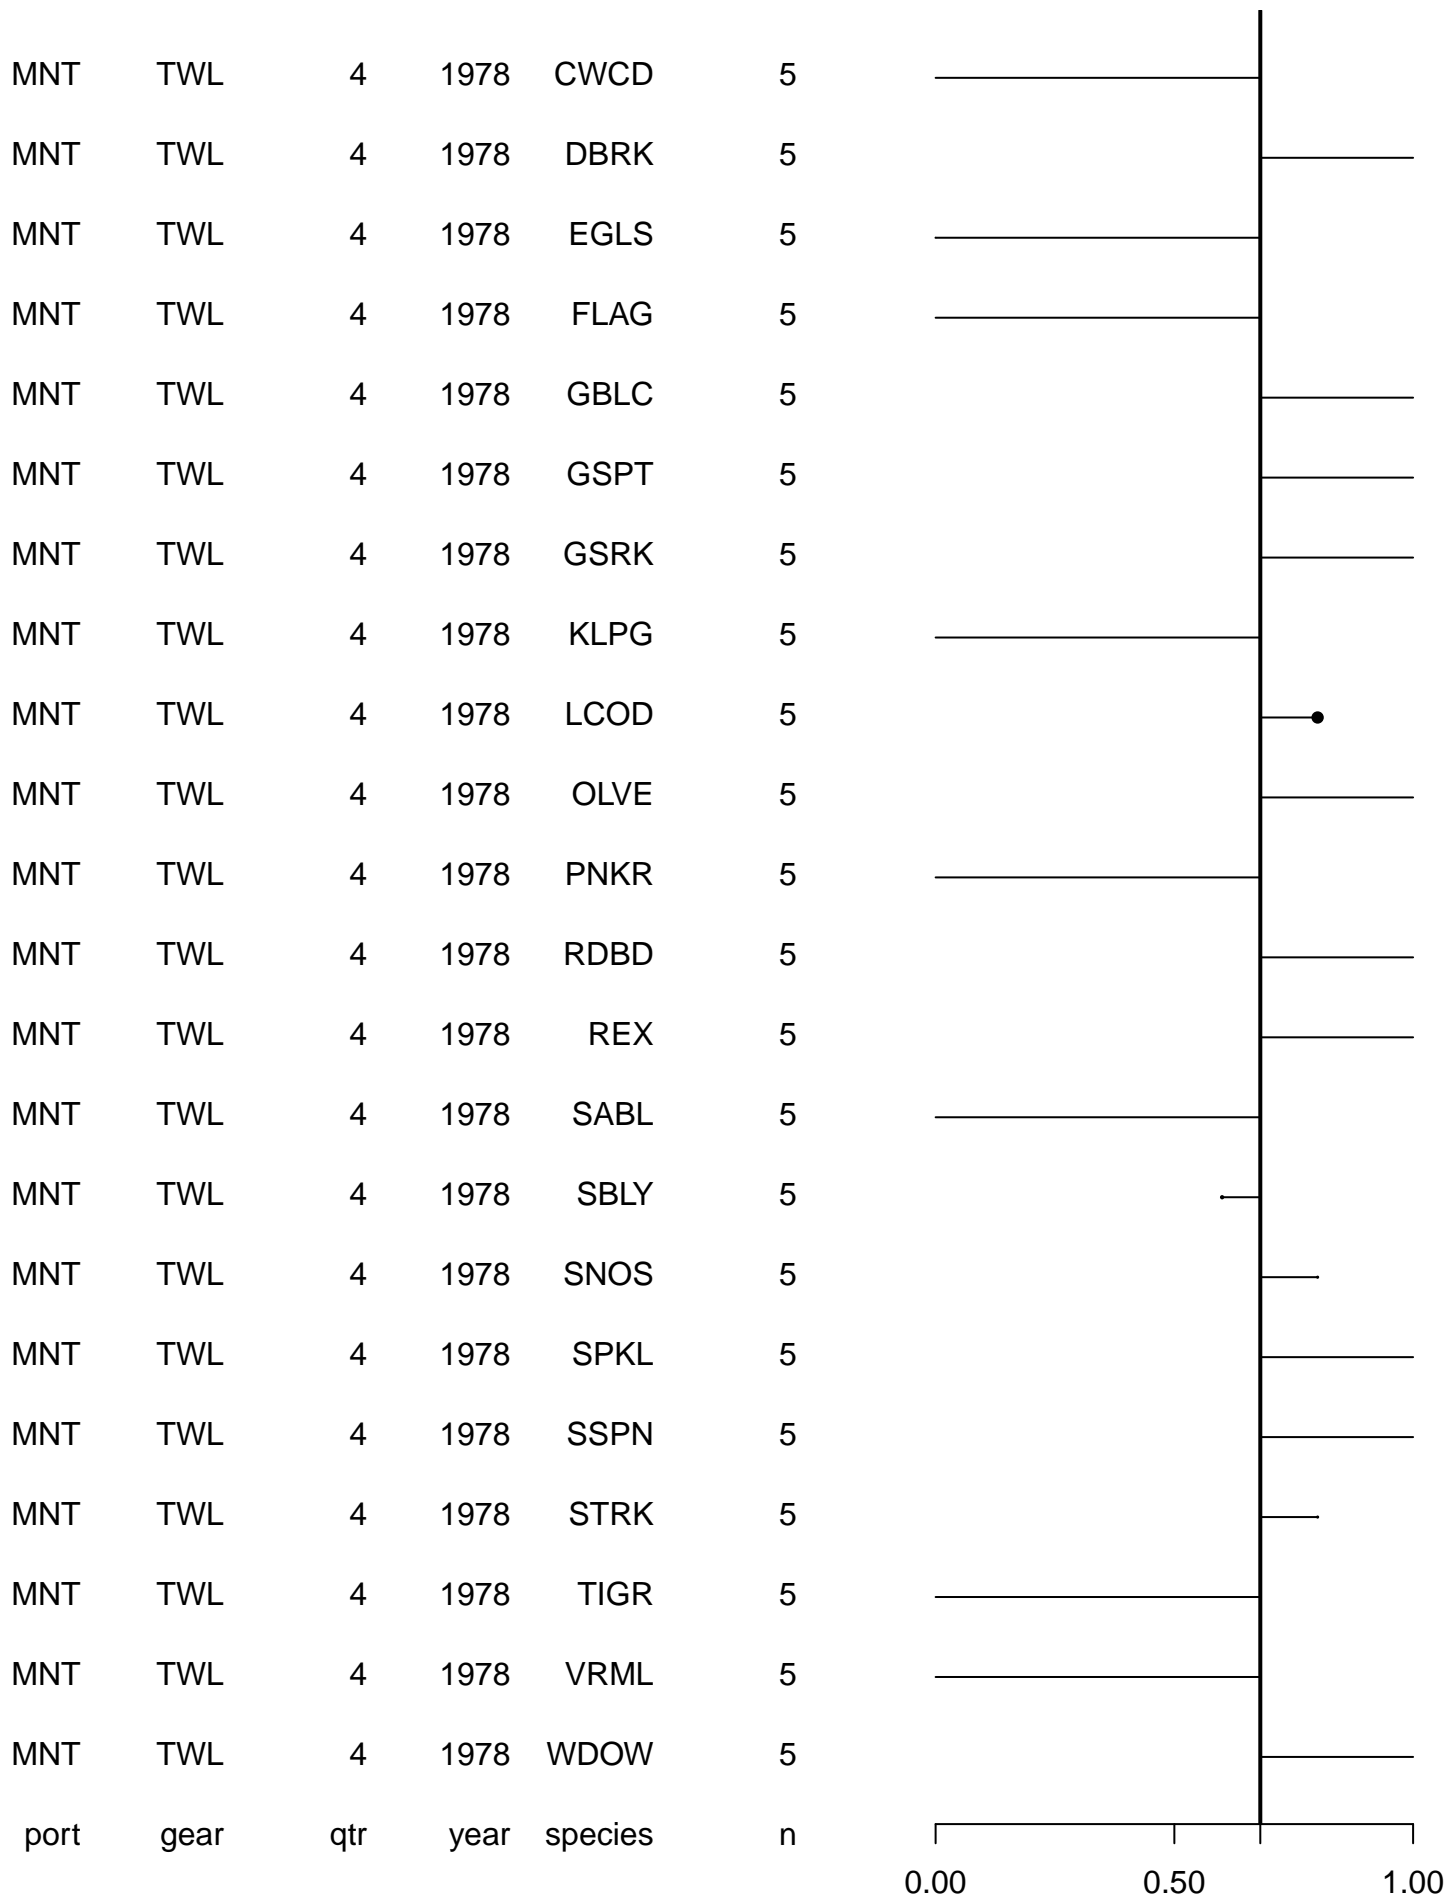 MNT TWL 4 1978 CWCD 5
MNT TWL 4 1978 DBRK 5
MNT TWL 4 1978 EGLS 5
MNT TWL 4 1978 FLAG 5
MNT TWL 4 1978 GBLC 5
MNT TWL 4 1978 GSPT 5
MNT TWL 4 1978 GSRK 5
MNT TWL 4 1978 KLPG 5
MNT TWL 4 1978 LCOD 5
MNT TWL 4 1978 OLVE 5
MNT TWL 4 1978 PNKR 5
MNT TWL 4 1978 RDBD 5
MNT TWL 4 1978 REX 5
MNT TWL 4 1978 SABL 5
MNT TWL 4 1978 SBLY 5
MNT TWL 4 1978 SNOS 5
MNT TWL 4 1978 SPKL 5
MNT TWL 4 1978 SSPN 5
MNT TWL 4 1978 STRK 5
MNT TWL 4 1978 TIGR 5
MNT TWL 4 1978 VRML 5
MNT TWL 4 1978 WDOW 5
port gear qtr year species n
0.00 0.50 1.00